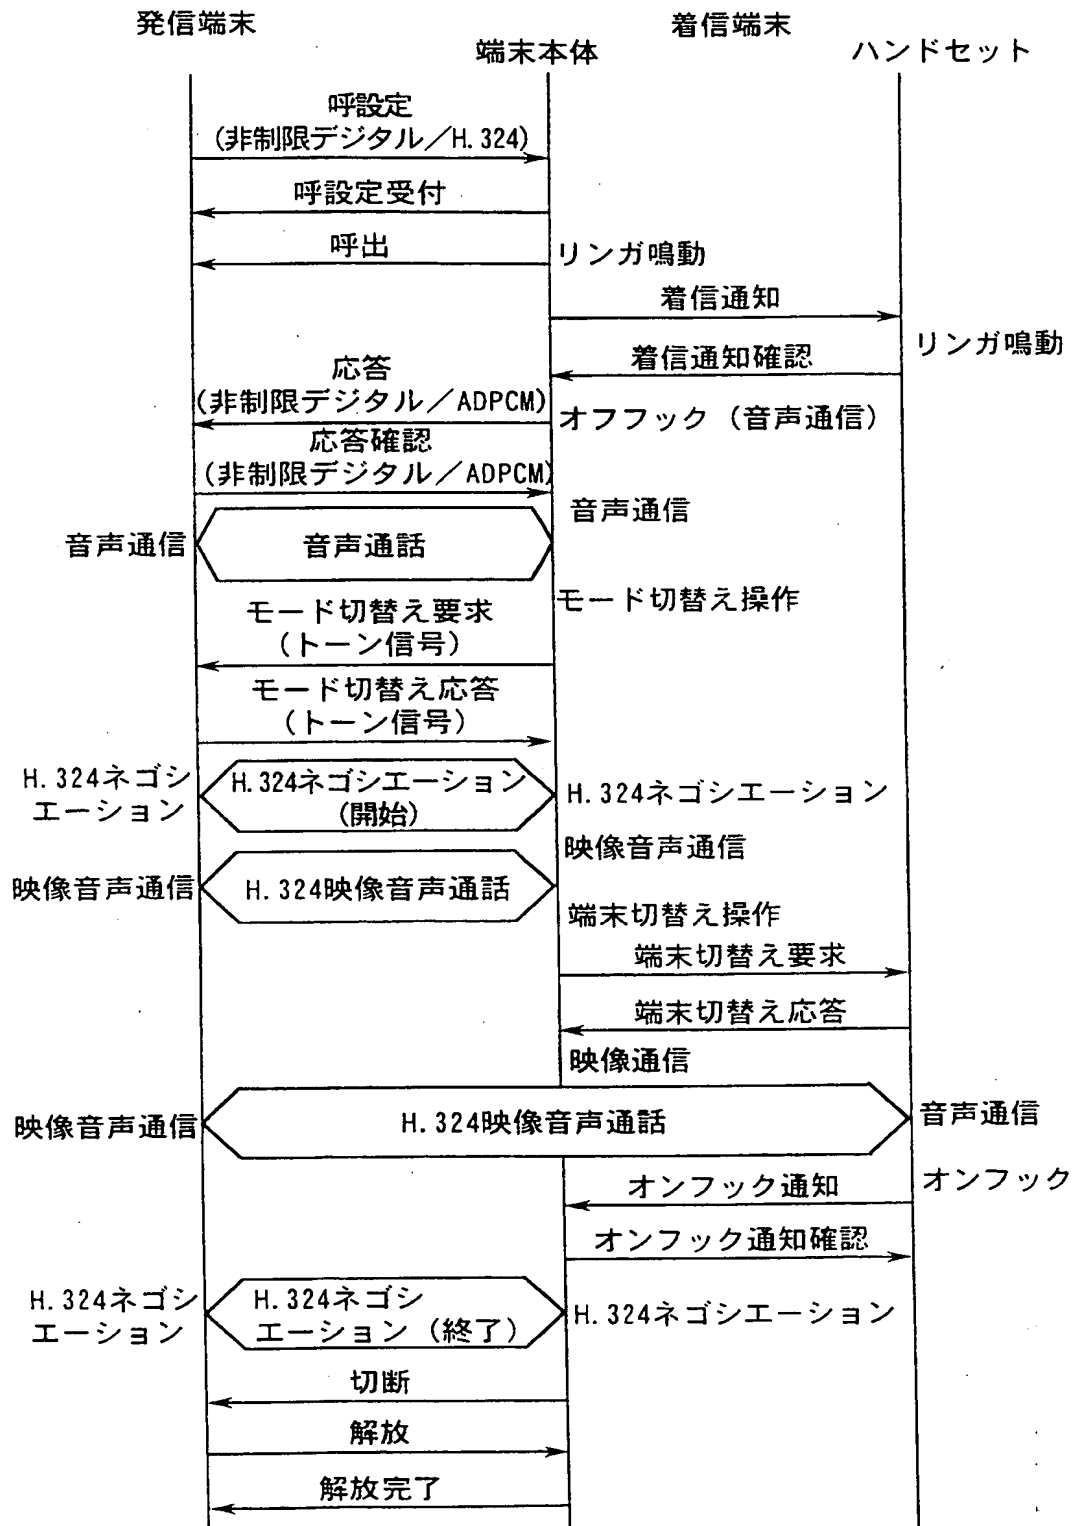 発信端末
着信端末
端末本体
ハンドセット
呼設定
(非制限デジタル／H.324)
呼設定受付
呼出
リンガ鳴動
着信通知
リンガ鳴動
着信通知確認
応答
(非制限デジタル／ADPCM)
オフフック（音声通信）
応答確認
(非制限デジタル／ADPCM)
音声通信
音声通信
音声通話
モード切替え操作
モード切替え要求
（トーン信号）
モード切替え応答
（トーン信号）
H.324ネゴシ
エーション
H.324ネゴシエーション
(開始)
H.324ネゴシエーション
映像音声通信
映像音声通信
H.324映像音声通話
端末切替え操作
端末切替え要求
端末切替え応答
映像通信
映像音声通信
H.324映像音声通話
音声通信
オンフック
オンフック通知
オンフック通知確認
H.324ネゴシ
エーション
H.324ネゴシ
エーション（終了）
H.324ネゴシエーション
切断
解放
解放完了